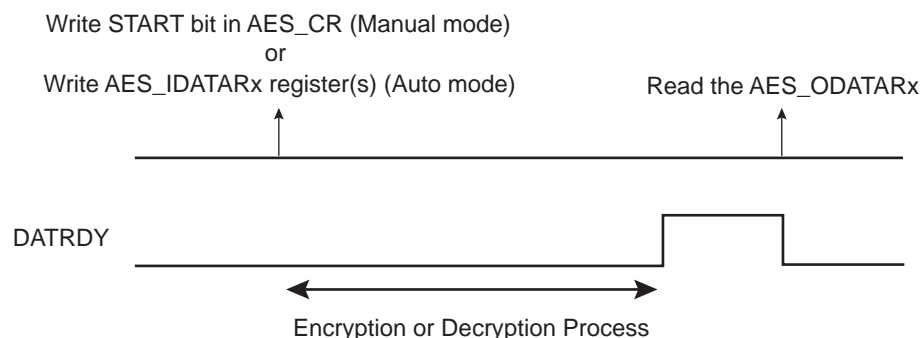 Write START bit in AES_CR (Manual mode)
or
Write AES_IDATARx register(s) (Auto mode)
Read the AES_ODATARx
DATRDY
Encryption or Decryption Process